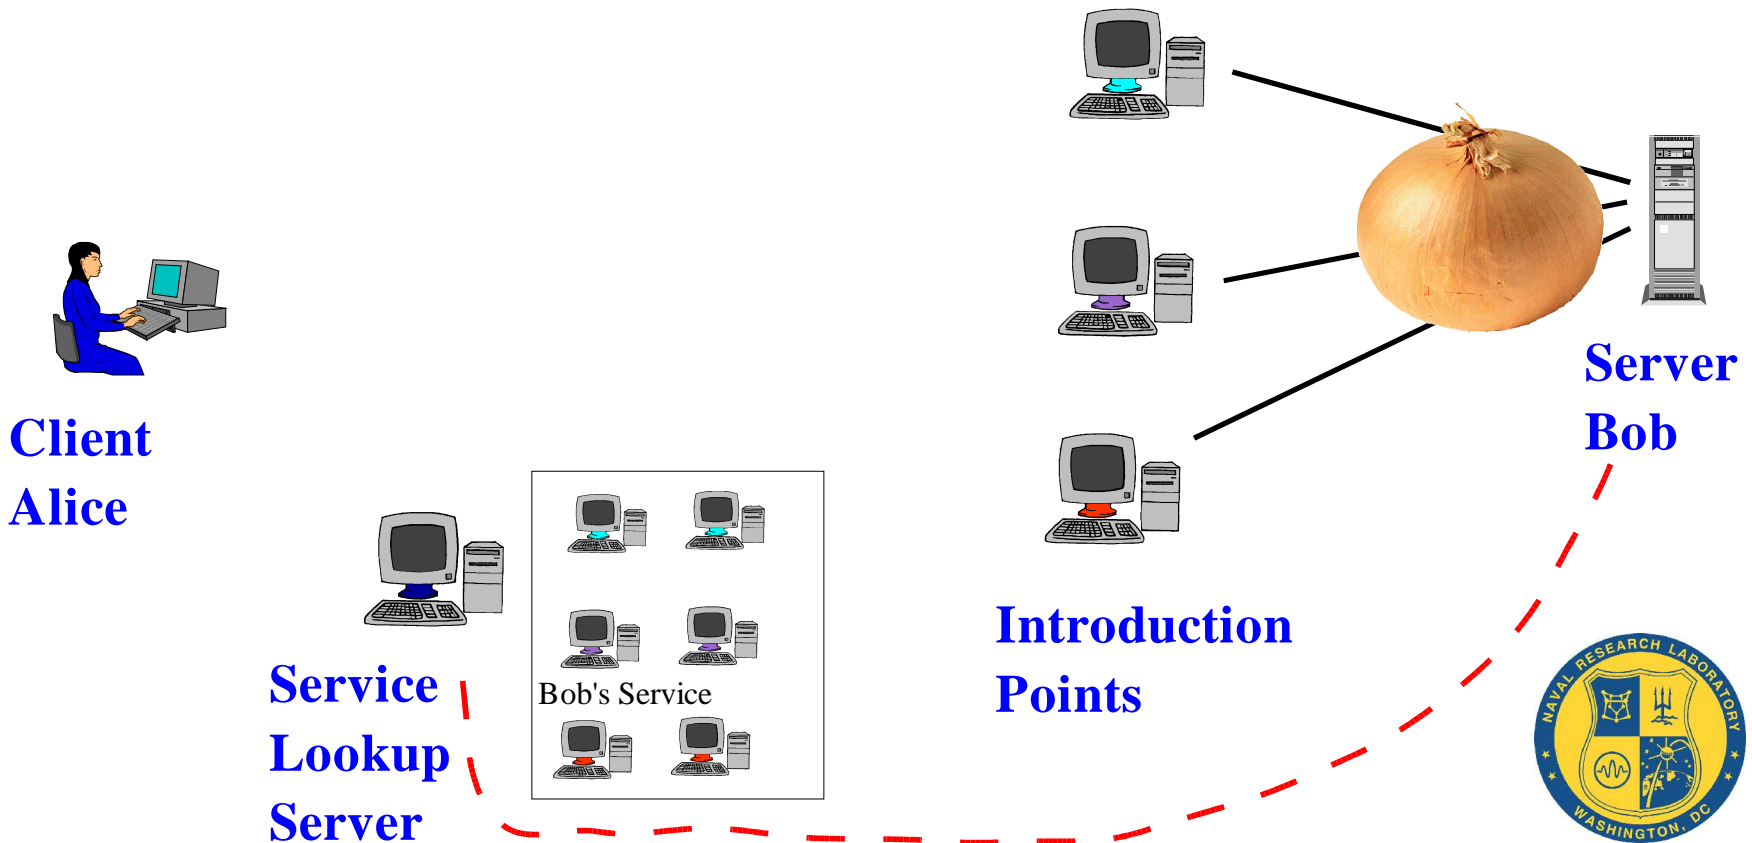 Client
Alice
Server
Bob
Introduction
Points
Service
Lookup
Server
Bob's Service
NAVAL RESEARCH LABORATORY
WASHINGTON, DC